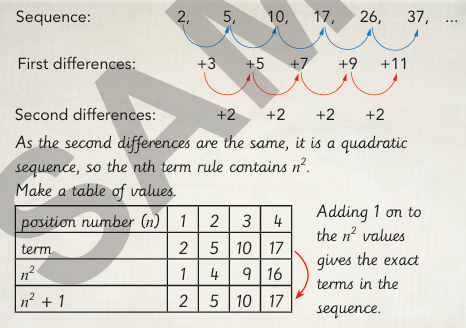 Sequence: 2, 5, 10, 17, 26, 37, ...
First differences: +3 +5 +7 +9 +11
Second differences: +2 +2 +2 +2
As the second differences are the same, it is a quadratic
sequence, so the nth term rule contains n².
Make a table of values.
position number (n) 1 2 3 4
term 2 5 10 17
n² 1 4 9 16
n² + 1 2 5 10 17
Adding 1 on to
the n² values
gives the exact
terms in the
sequence.
SAM